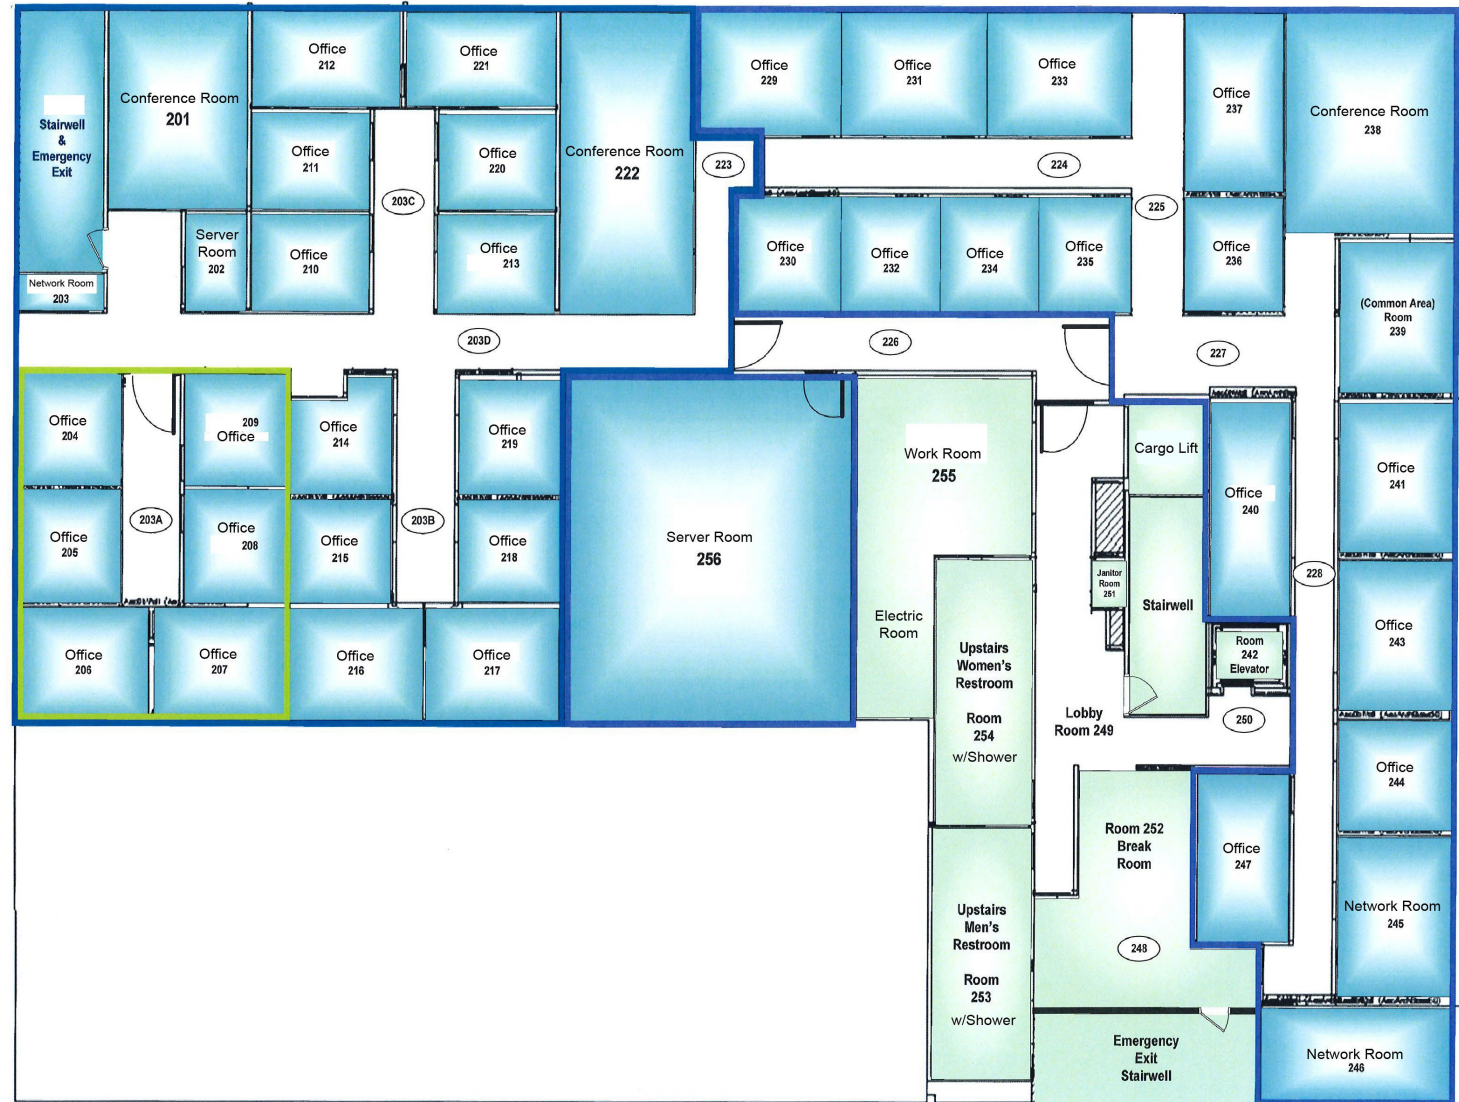 Office
212
Office
221
Office
229
Office
231
Office
233
Office
237
Conference Room
238
Conference Room
201
Stairwell
&
Emergency
Exit
Office
211
Office
220
Conference Room
222
223
224
225
203C
Server
Room
202
Office
210
Office
213
Office
230
Office
232
Office
234
Office
235
Office
236
Network Room
203
(Common Area)
Room
239
203D
226
227
Office
204
209
Office
Office
214
Office
219
Work Room
255
Cargo Lift
Office
240
Office
241
Office
205
203A
Office
208
Office
215
203B
Office
218
Server Room
256
Janitor
Room
251
Stairwell
228
Electric
Room
Office
206
Office
207
Office
216
Office
217
Upstairs
Women's
Restroom
Room
254
w/Shower
Room
242
Elevator
Office
243
Lobby
Room 249
250
Office
244
Room 252
Break
Room
Office
247
Upstairs
Men's
Restroom
Room
253
w/Shower
248
Network Room
245
Emergency
Exit
Stairwell
Network Room
246